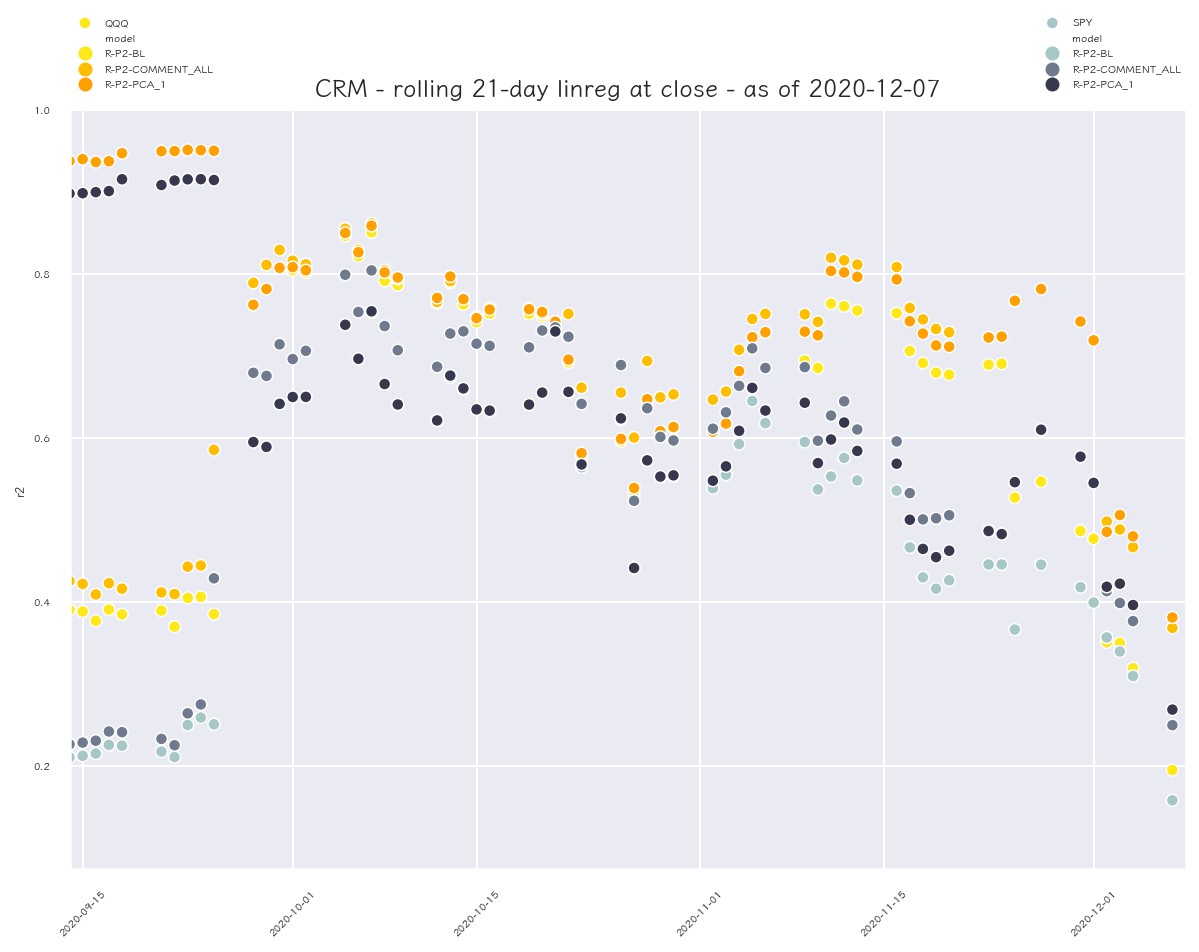 QQQ
model
R-P2-BL
R-P2-COMMENT_ALL
R-P2-PCA_1
SPY
model
R-P2-BL
R-P2-COMMENT_ALL
R-P2-PCA_1
CRM - rolling 21-day linreg at close - as of 2020-12-07
1.0
0.8
0.6
0.4
0.2
r2
2020-09-15
2020-10-01
2020-10-15
2020-11-01
2020-11-15
2020-12-01